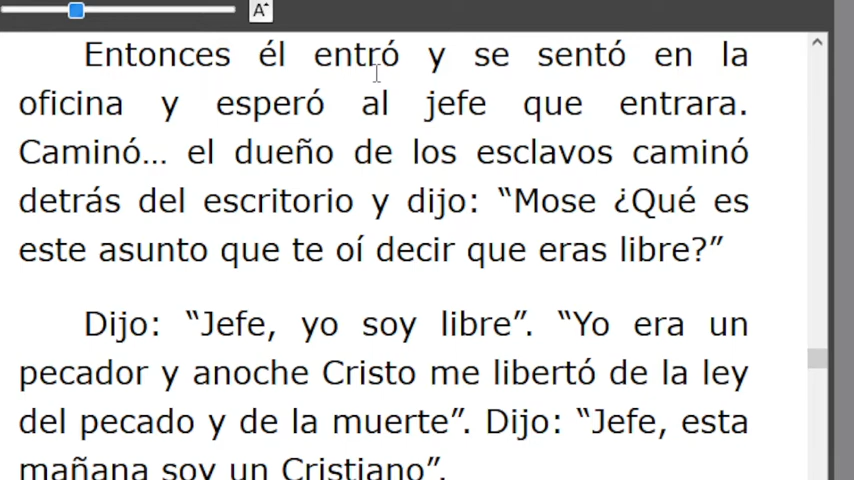 A
Entonces él entró y se sentó en la
oficina y esperó al jefe que entrara.
Caminó... el dueño de los esclavos caminó
detrás del escritorio y dijo: “Mose ¿Qué es
este asunto que te oí decir que eras libre?”
Dijo: “Jefe, yo soy libre”. “Yo era un
pecador y anoche Cristo me libertó de la ley
del pecado y de la muerte”. Dijo: “Jefe, esta
mañana soy un Cristiano”.